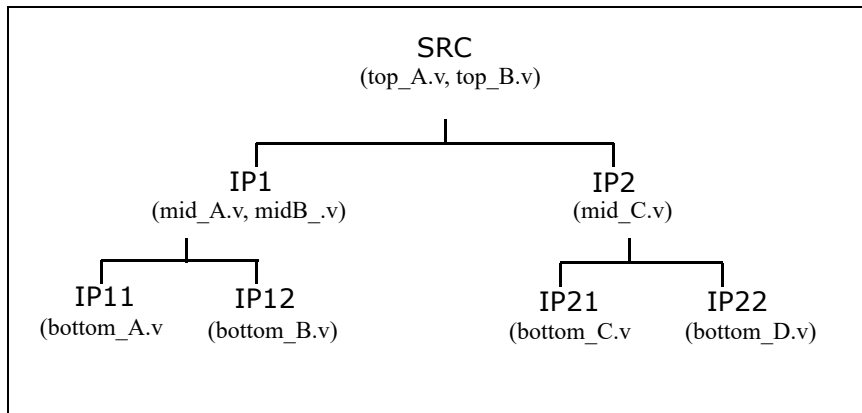 SRC
(top_A.v, top_B.v)
IP1
IP2
(mid_A.v, midB_.v)
(mid_C.v)
IP11
IP12
IP21
IP22
(bottom_A.v
(bottom_B.v)
(bottom_C.v
(bottom_D.v)